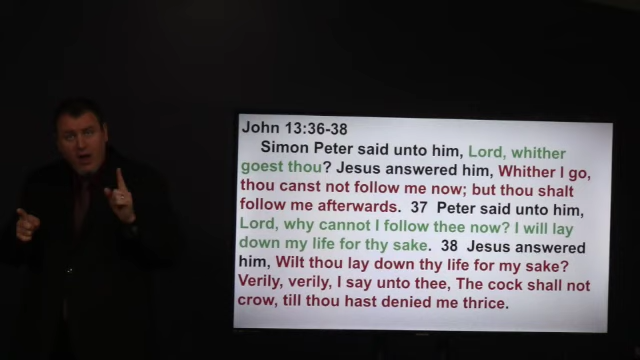 John 13:36-38
Simon Peter said unto him, Lord, whither
goest thou? Jesus answered him, Whither I go,
thou canst not follow me now; but thou shalt
follow me afterwards. 37 Peter said unto him,
Lord, why cannot I follow thee now? I will lay
down my life for thy sake. 38 Jesus answered
him, Wilt thou lay down thy life for my sake?
Verily, verily, I say unto thee, The cock shall not
crow, till thou hast denied me thrice.